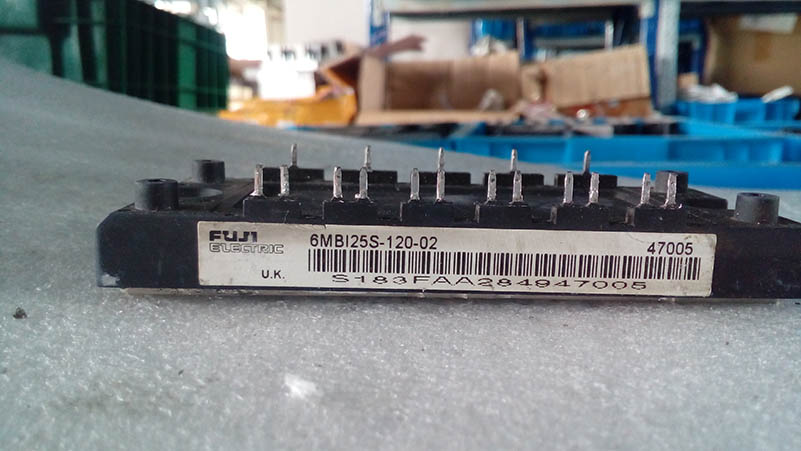 FUJI 6MBI25S-120-02 47005
ELECTRIC
U.K.
S183FAA284947005